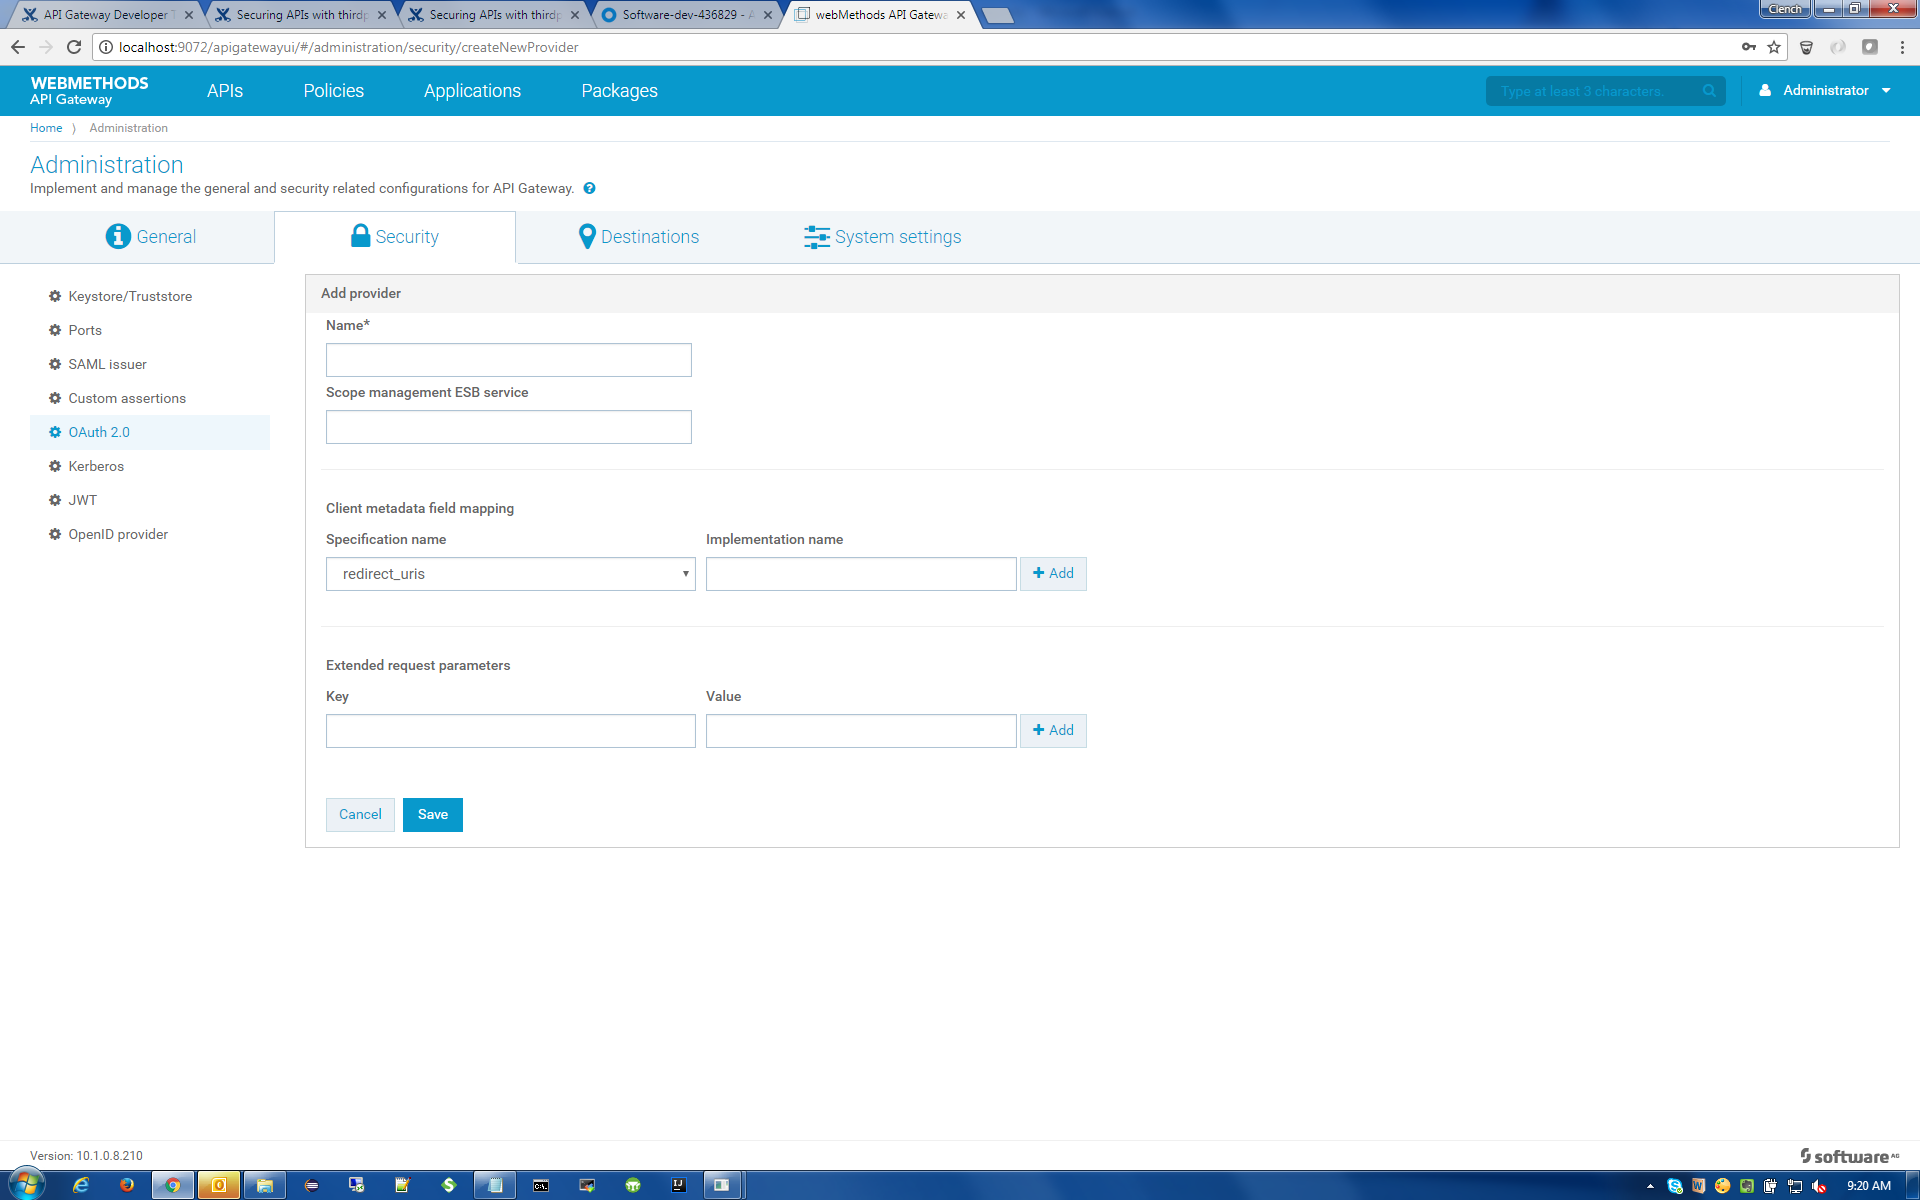 API Gateway Developer T
Securing APIs with thirdp
Securing APIs with thirdp
Software-dev-436829 - A
webMethods API Gatewa
Clench
localhost:9072/apigatewayui/#/administration/security/createNewProvider
WEBMETHODS
API Gateway
APIs
Policies
Applications
Packages
Type at least 3 characters.
Administrator
Home
Administration
Administration
Implement and manage the general and security related configurations for API Gateway.
General
Security
Destinations
System settings
Keystore/Truststore
Ports
SAML issuer
Custom assertions
OAuth 2.0
Kerberos
JWT
OpenID provider
Add provider
Name*
Scope management ESB service
Client metadata field mapping
Specification name
Implementation name
redirect_uris
Add
Extended request parameters
Key
Value
Add
Cancel
Save
Version: 10.1.0.8.210
software AG
9:20 AM